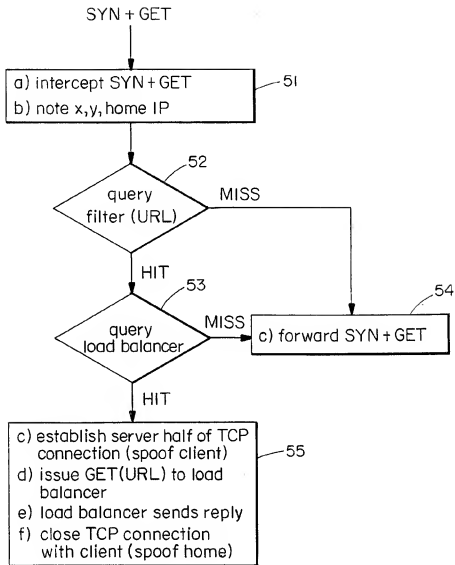 SYN + GET
a) intercept SYN + GET
b) note x,y, home IP
51
52
query
filter (URL)
MISS
HIT
53
query
load balancer
MISS
54
c) forward SYN + GET
HIT
c) establish server half of TCP
connection (spoof client)
d) issue GET(URL) to load
balancer
e) load balancer sends reply
f) close TCP connection
with client (spoof home)
55